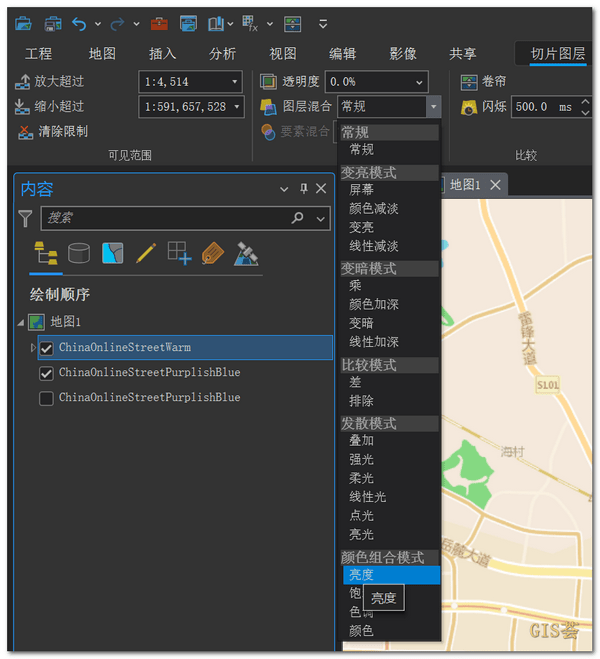 工程 地图 插入 分析 视图 编辑 影像 共享 切片图层
放大超过 1:4,514 透明度 0.0% 卷帘
缩小超过 1:591,657,528 图层混合 常规 闪烁 500.0 ms
清除限制 要素混合
可见范围 比较
常规
常规
变亮模式
屏幕
颜色减淡
变亮
线性减淡
变暗模式
乘
颜色加深
变暗
线性加深
比较模式
差
排除
发散模式
叠加
强光
柔光
线性光
点光
亮光
颜色组合模式
亮度
饱
亮度
色调
颜色
内容
搜索
绘制顺序
地图1
ChinaOnlineStreetWarm
ChinaOnlineStreetPurplishBlue
ChinaOnlineStreetPurplishBlue
地图1
雷锋大道
S101
海村
岳麓大道
GIS荟